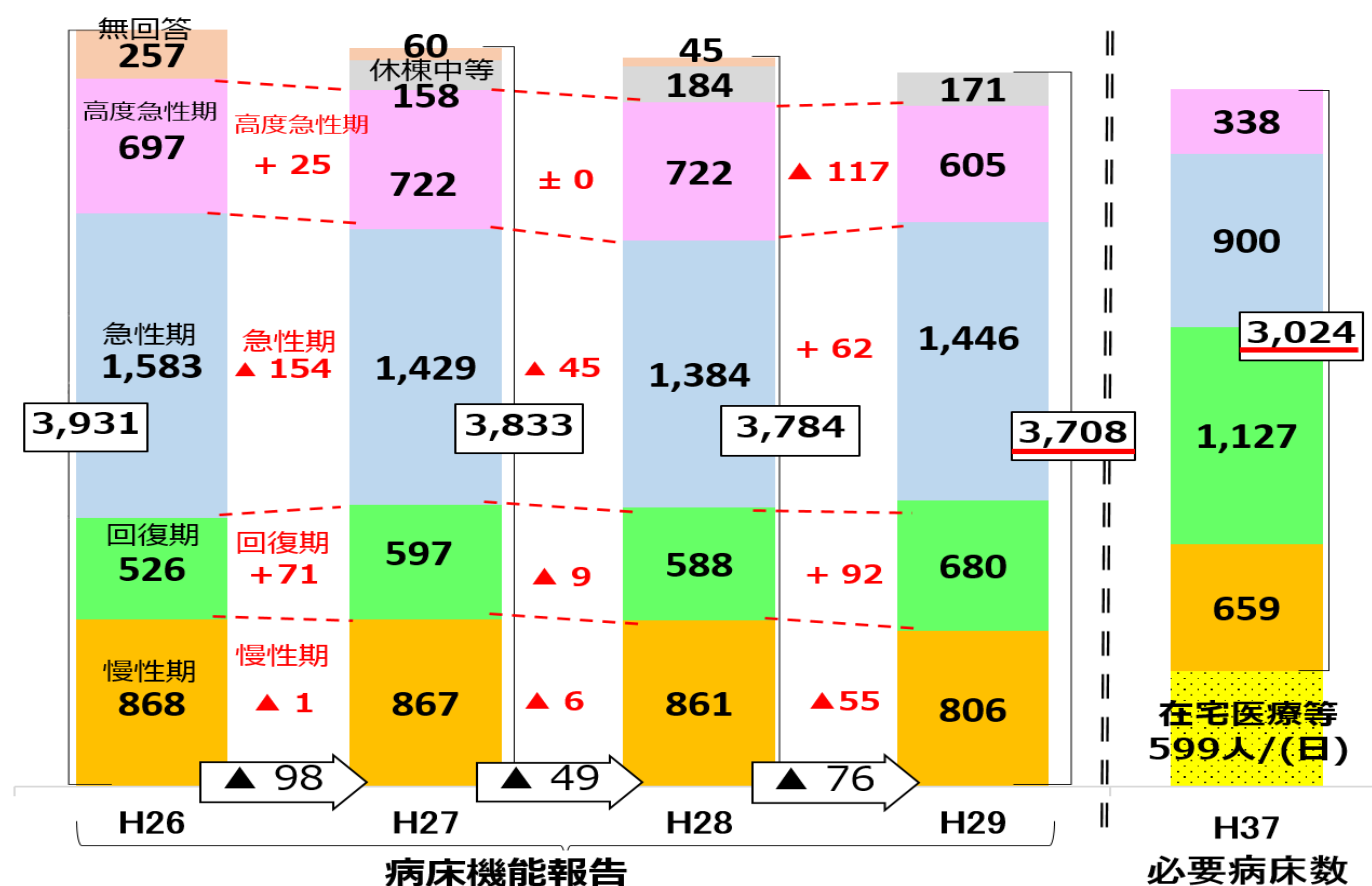 無回答
257
高度急性期
697
急性期
1,583
3,931
回復期
526
慢性期
868
高度急性期
+ 25
急性期
▲ 154
回復期
+71
慢性期
▲ 1
▲ 98
60
休棟中等
158
722
1,429
3,833
597
867
± 0
▲ 45
▲ 9
▲ 6
▲ 49
45
184
722
1,384
3,784
588
861
▲ 117
+ 62
+ 92
▲55
▲ 76
171
605
1,446
3,708
680
806
338
900
3,024
1,127
659
在宅医療等
599人/(日)
H26
H27
H28
H29
病床機能報告
H37
必要病床数